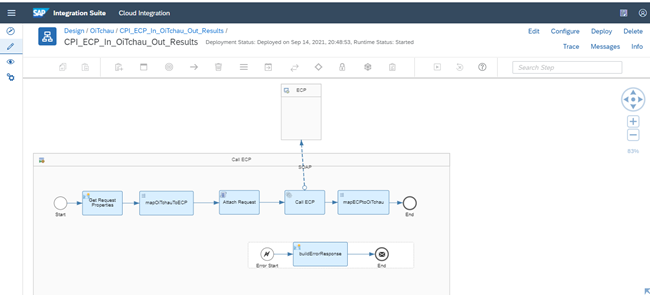 SAP Integration Suite Cloud Integration
Design / OiTchau / CPI_ECP_In_OiTchau_Out_Results /
CPI_ECP_In_OiTchau_Out_Results Deployment Status: Deployed on Sep 14, 2021, 20:48:53, Runtime Status: Started
Edit Configure Deploy Delete
Trace Messages Info
Search Step
ECP
83%
Call ECP
SOAP
Get Request
Properties
mapOiTchauToECP
Attach Request
Call ECP
mapECPtoOiTchau
Start
End
buildErrorResponse
Error Start
End